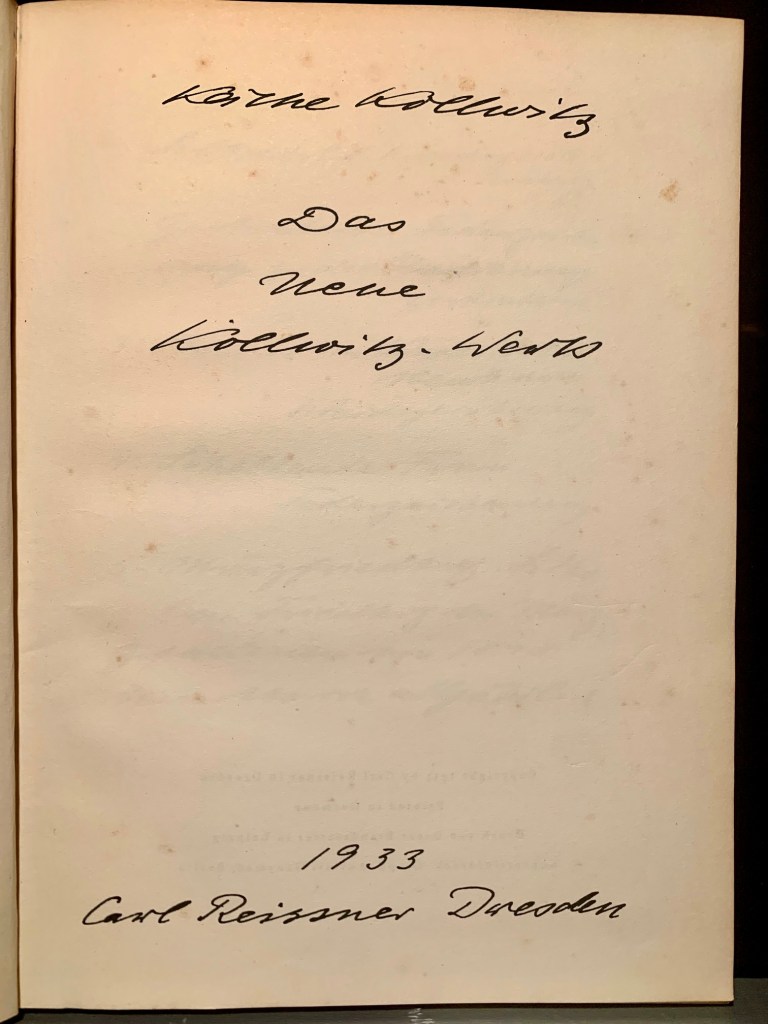 Käthe Kollwitz
Das
Neue
Kollwitz-Werk
1933
Carl Reissner Dresden